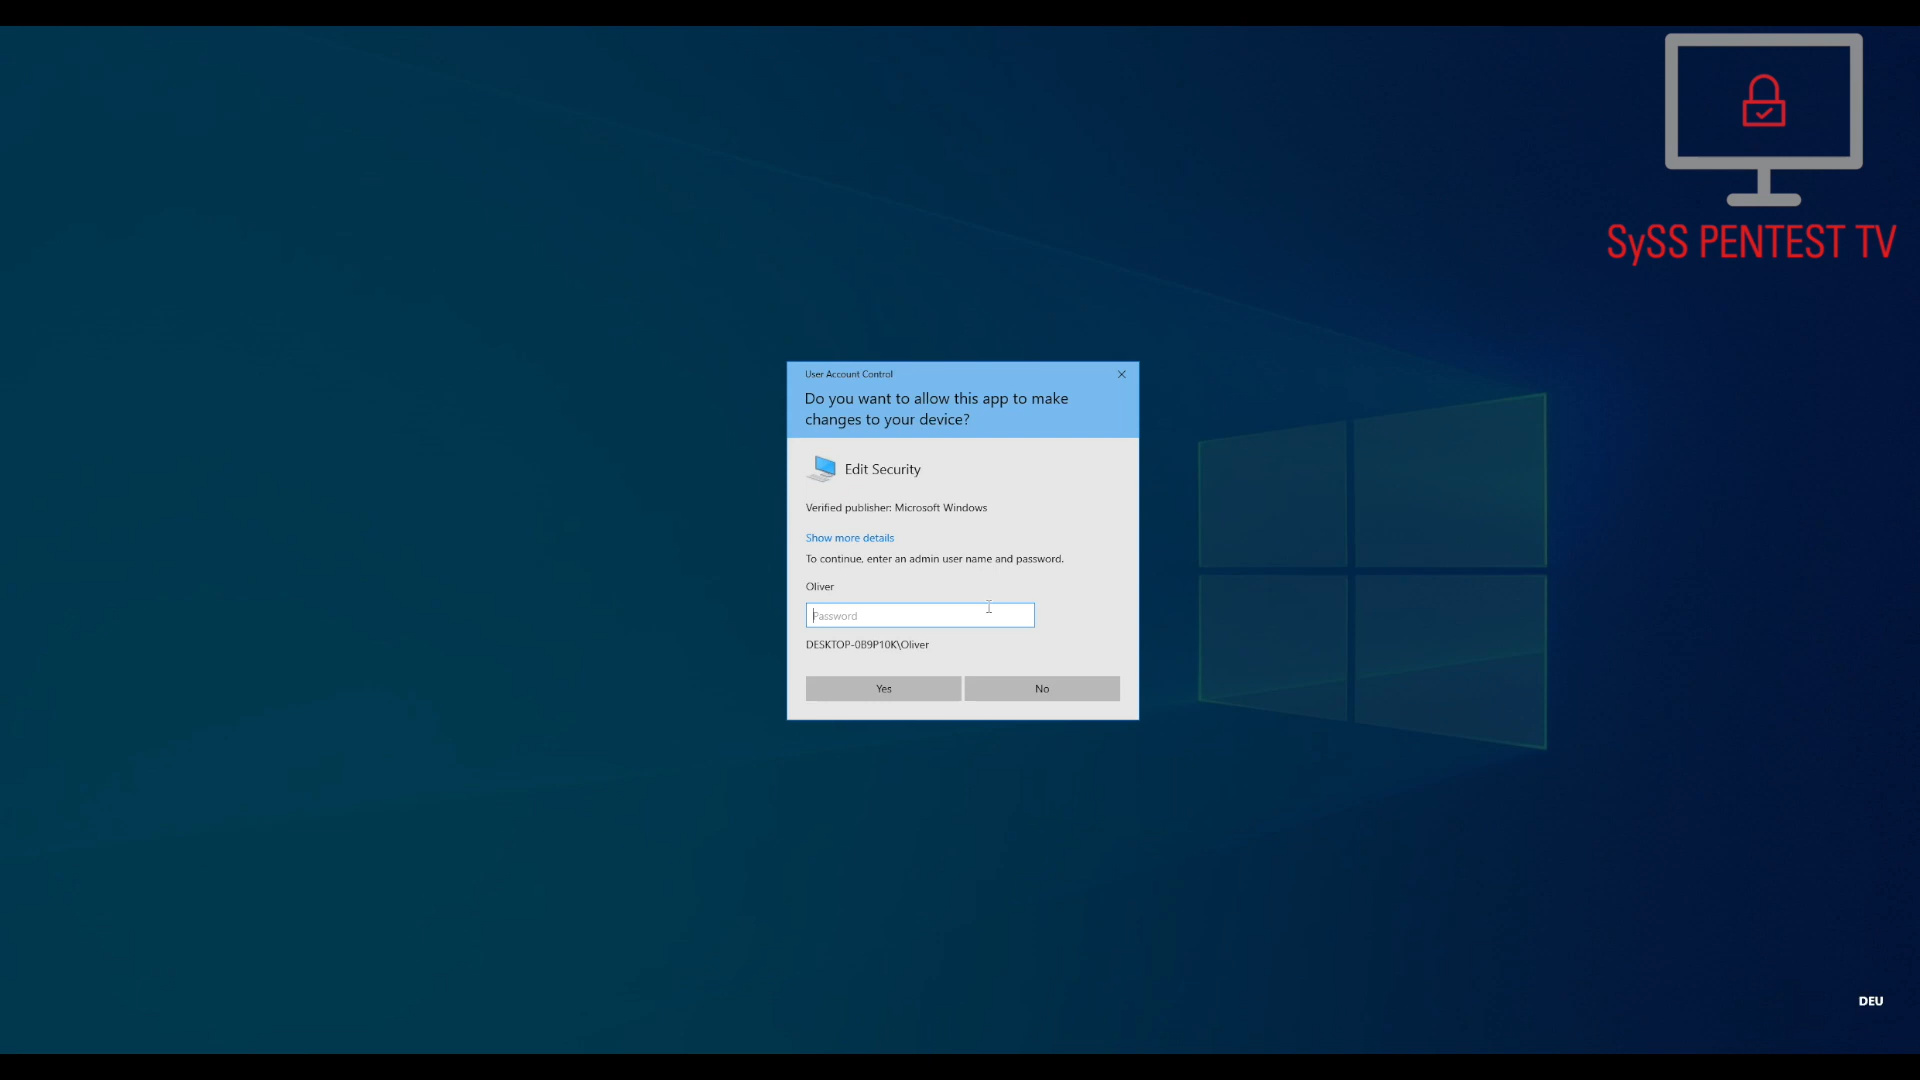 SySS PENTEST TV
User Account Control
Do you want to allow this app to make
changes to your device?
Edit Security
Verified publisher: Microsoft Windows
Show more details
To continue, enter an admin user name and password.
Oliver
Password
DESKTOP-0B9P10K\Oliver
Yes
No
DEU